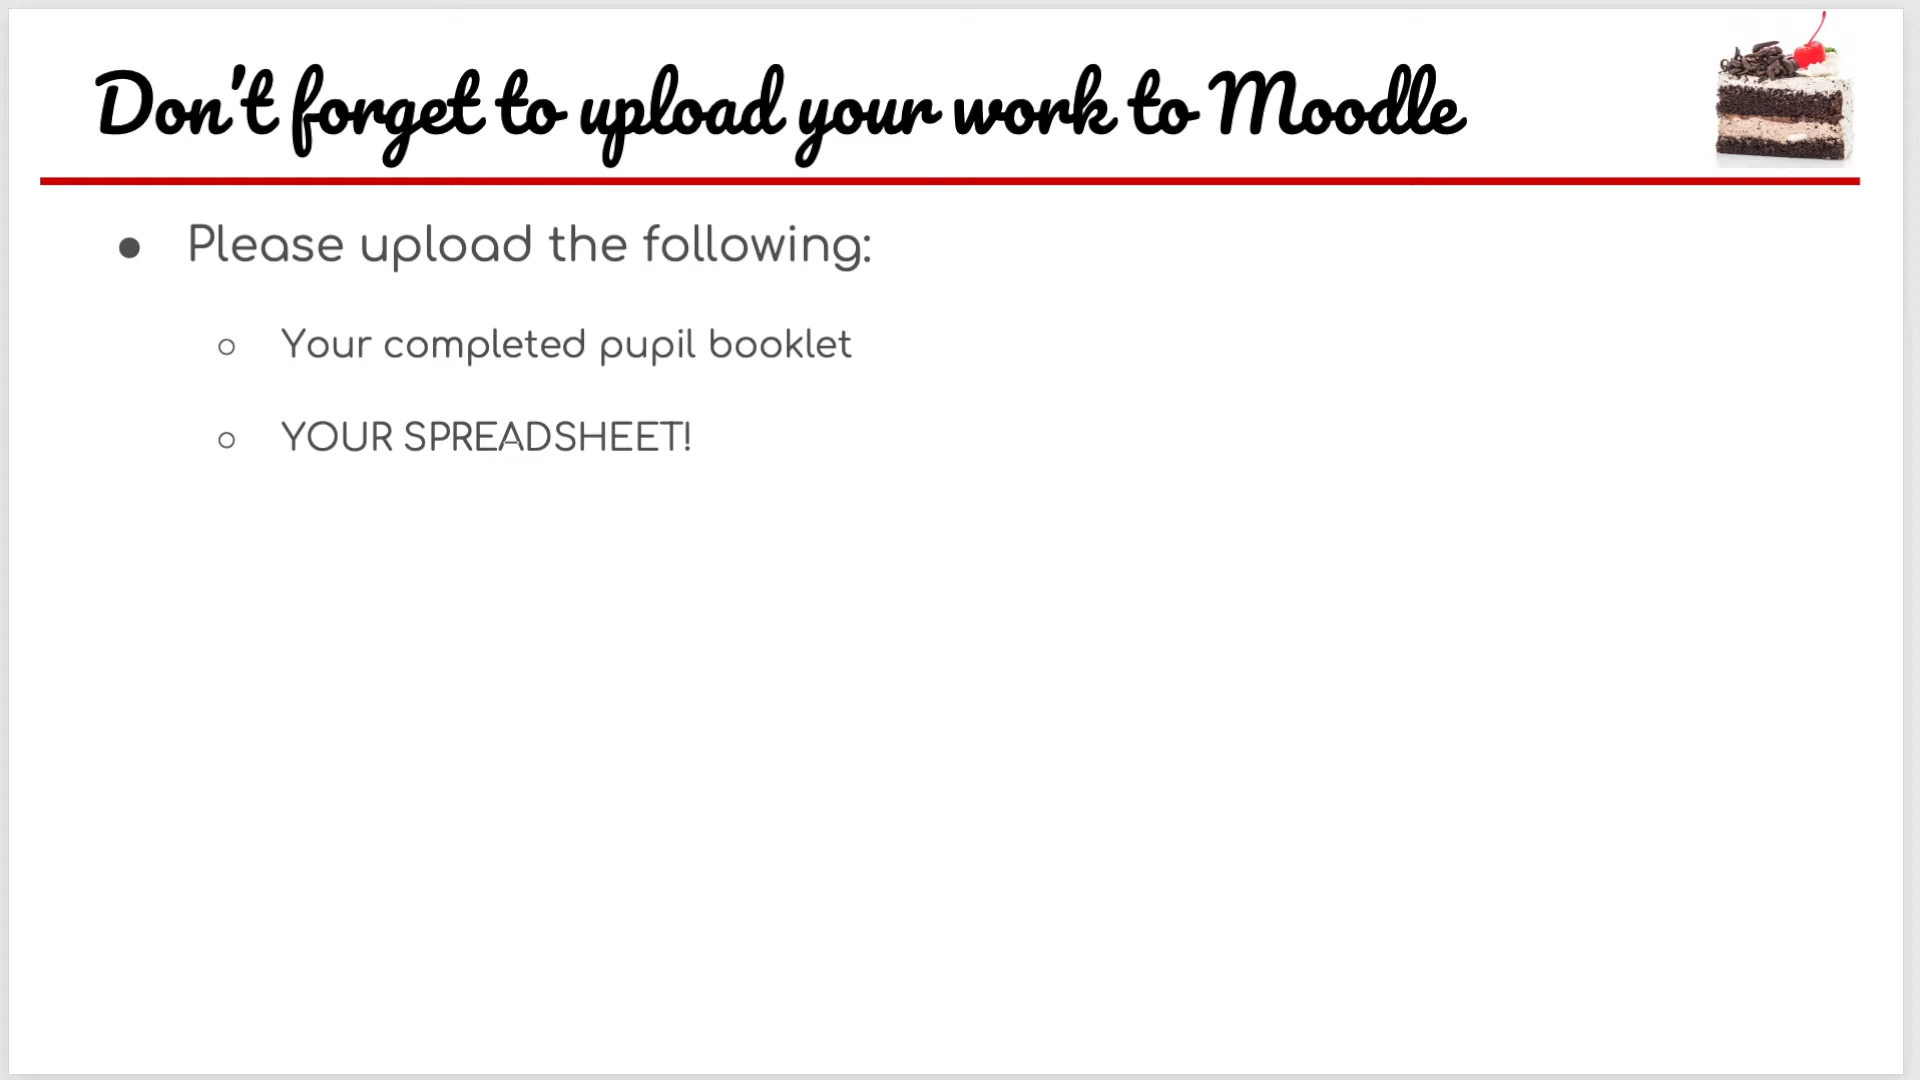 Don't forget to upload your work to Moodle
● Please upload the following:
○ Your completed pupil booklet
○ YOUR SPREADSHEET!